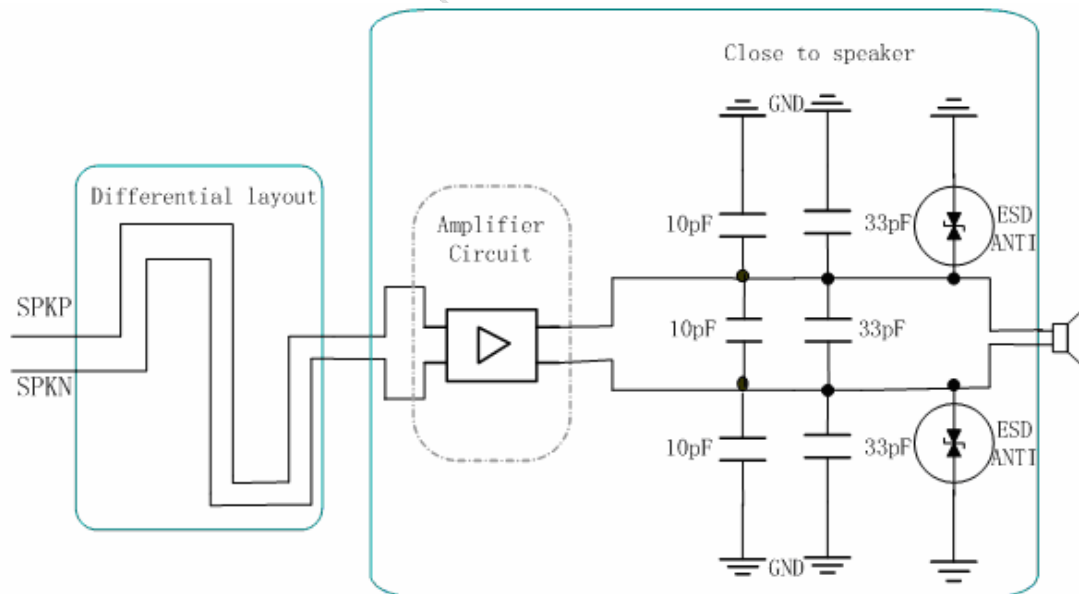 Close to speaker
GND
Differential layout
10pF
33pF
ESD
ANTI
Amplifier
Circuit
SPKP
10pF
33pF
SPKN
10pF
33pF
ESD
ANTI
GND